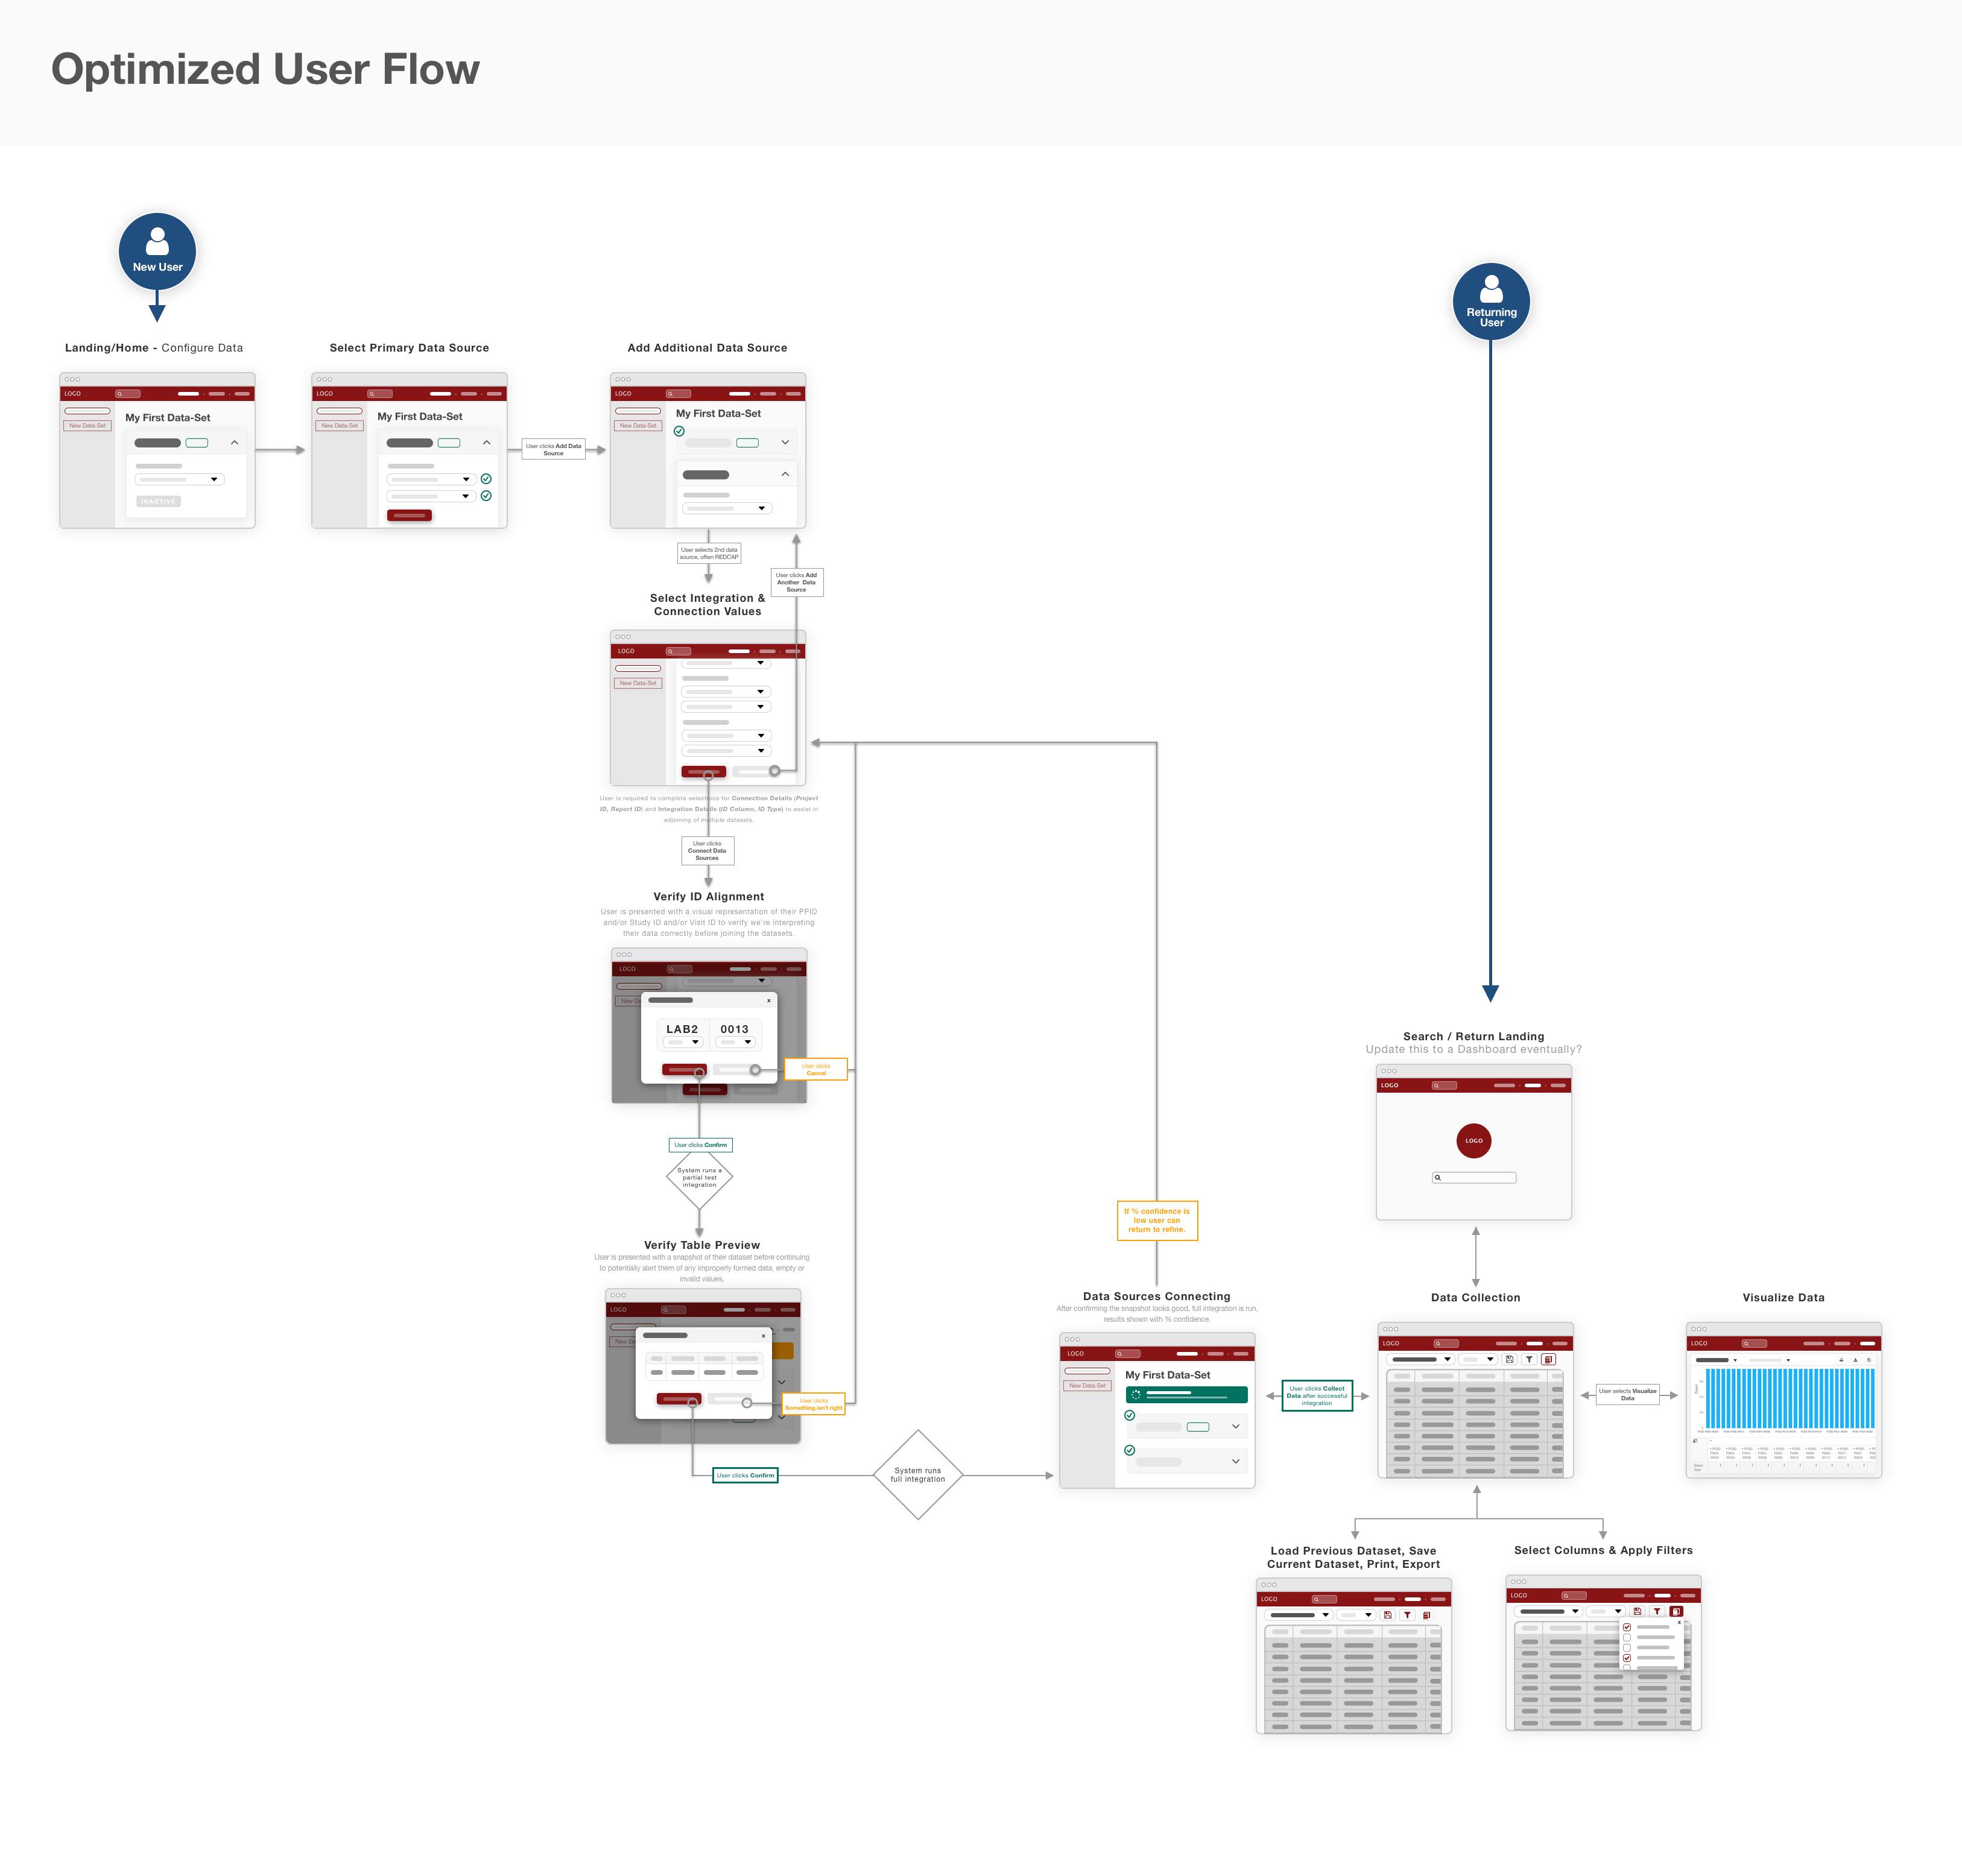 Optimized User Flow
New User
Returning
User
Landing/Home - Configure Data
Select Primary Data Source
Add Additional Data Source
LOGO
New Data-Set
My First Data-Set
INACTIVE
LOGO
New Data-Set
My First Data-Set
User clicks Add Data
Source
LOGO
New Data-Set
My First Data-Set
User selects 2nd data
source, often REDCAP
User clicks Add
Another Data
Source
Select Integration &
Connection Values
LOGO
New Data-Set
User is required to complete selections for Connection Details (Project
ID, Report ID) and Integration Details (ID Column, ID Type) to assist in
adjoining of multiple datasets.
User clicks
Connect Data
Sources
Verify ID Alignment
User is presented with a visual representation of their PPID
and/or Study ID and/or Visit ID to verify we're interpreting
their data correctly before joining the datasets.
LOGO
New Da
x
LAB2
0013
User clicks
Cancel
User clicks Confirm
System runs a
partial test
integration
Verify Table Preview
User is presented with a snapshot of their dataset before continuing
to potentially alert them of any improperly formed data, empty or
invalid values,
LOGO
New Da
x
User clicks
Something isn't right
User clicks Confirm
System runs
full integration
If % confidence is
low user can
return to refine.
Data Sources Connecting
After confirming the snapshot looks good, full integration is run,
results shown with % confidence.
LOGO
New Data-Set
My First Data-Set
User clicks Collect
Data after successful
integration
Search / Return Landing
Update this to a Dashboard eventually?
LOGO
LOGO
Data Collection
LOGO
User selects Visualize
Data
Visualize Data
LOGO
Load Previous Dataset, Save
Current Dataset, Print, Export
LOGO
Select Columns & Apply Filters
LOGO
x